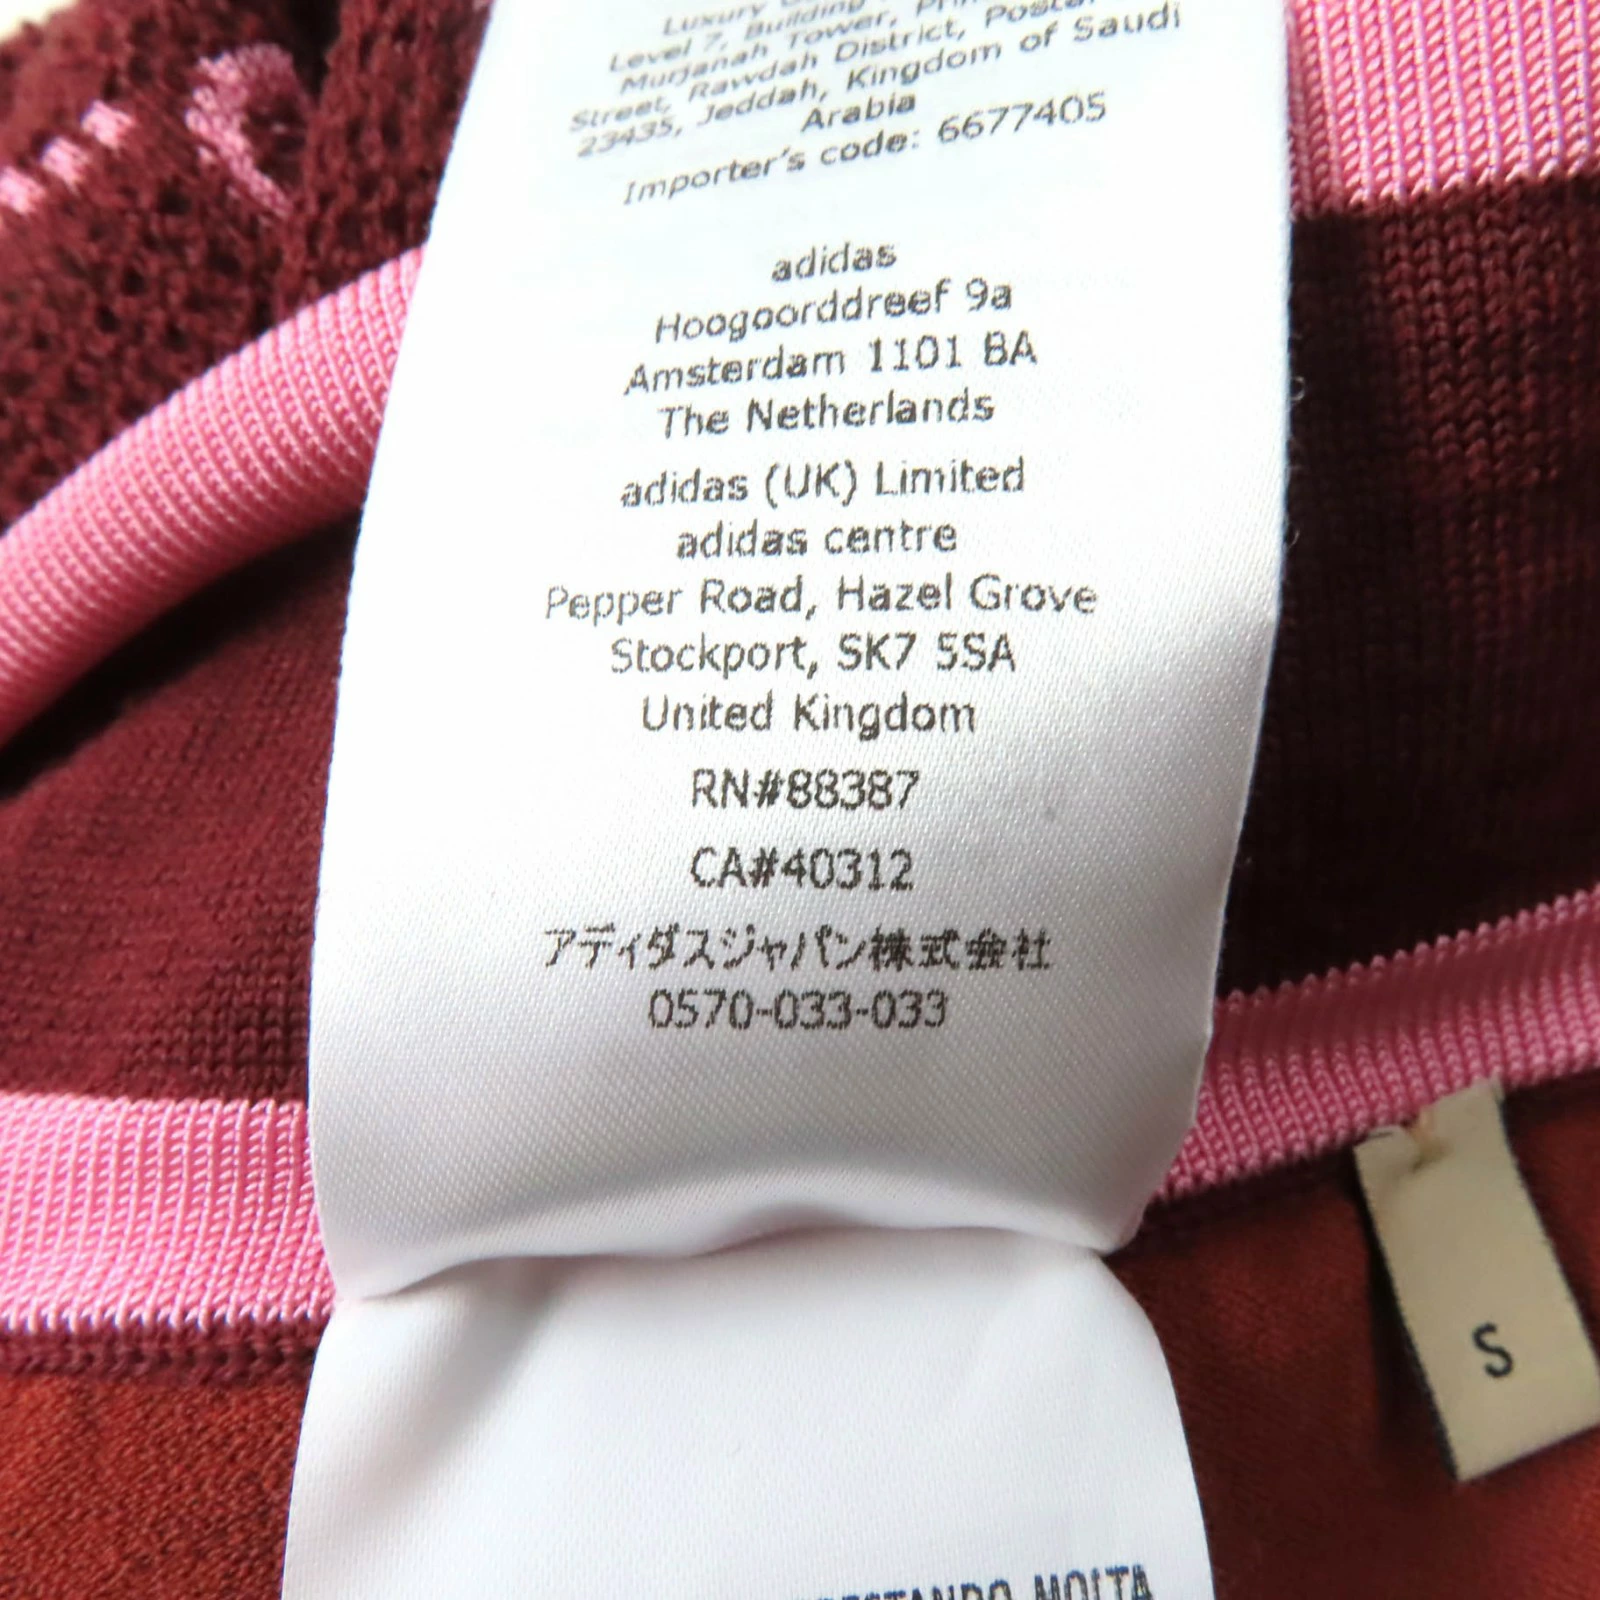 Luxury
Level 7, Building
Murjanah Tower,
Street, Rawdah District, Postal
23435, Jeddah, Kingdom of Saudi
Arabia
Importer's code: 6677405
adidas
Hoogoorddreef 9a
Amsterdam 1101 BA
The Netherlands
adidas (UK) Limited
adidas centre
Pepper Road, Hazel Grove
Stockport, SK7 5SA
United Kingdom
RN#88387
CA#40312
アディダスジャパン株式会社
0570-033-033
S
MOLTA